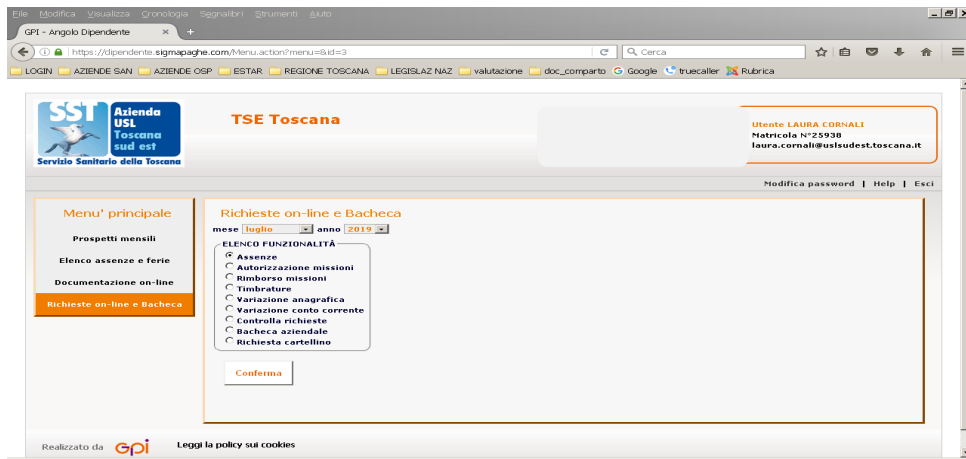 File Modifica Visualizza Cronologia Segnalibri Strumenti Aiuto
GPI - Angolo Dipendente × +
https://dipendente.sigmapaghe.com/Menu.action?menu=&id=3
Cerca
LOGIN AZIENDE SAN AZIENDE OSP ESTAR REGIONE TOSCANA LEGISLAZ NAZ valutazione doc_comparto Google truecaller Rubrica
SST Azienda
USL
Toscana
sud est
Servizio Sanitario della Toscana
TSE Toscana
Utente LAURA CORNALI
Matricola N°25938
laura.cornali@uslsudest.toscana.it
Modifica password | Help | Esci
Menu' principale
Prospetti mensili
Elenco assenze e ferie
Documentazione on-line
Richieste on-line e Bacheca
Richieste on-line e Bacheca
mese luglio anno 2019
ELENCO FUNZIONALITÀ
Assenze
Autorizzazione missioni
Rimborso missioni
Timbrature
Variazione anagrafica
Variazione conto corrente
Controlla richieste
Bacheca aziendale
Richiesta cartellino
Conferma
Realizzato da GPI Leggi la policy sui cookies